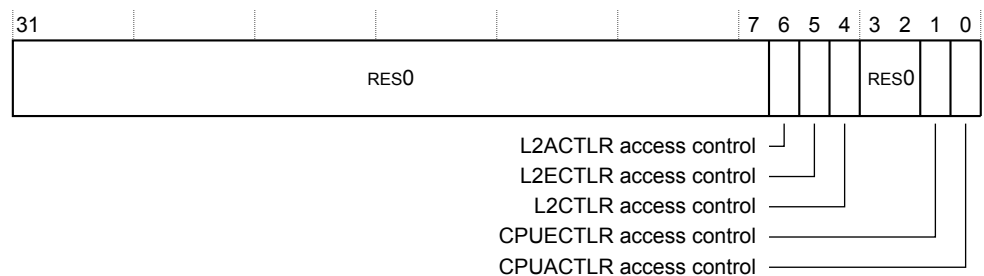 31 7 6 5 4 3 2 1 0
RES0 RES0
L2ACTLR access control
L2ECTLR access control
L2CTLR access control
CPUECTLR access control
CPUACTLR access control